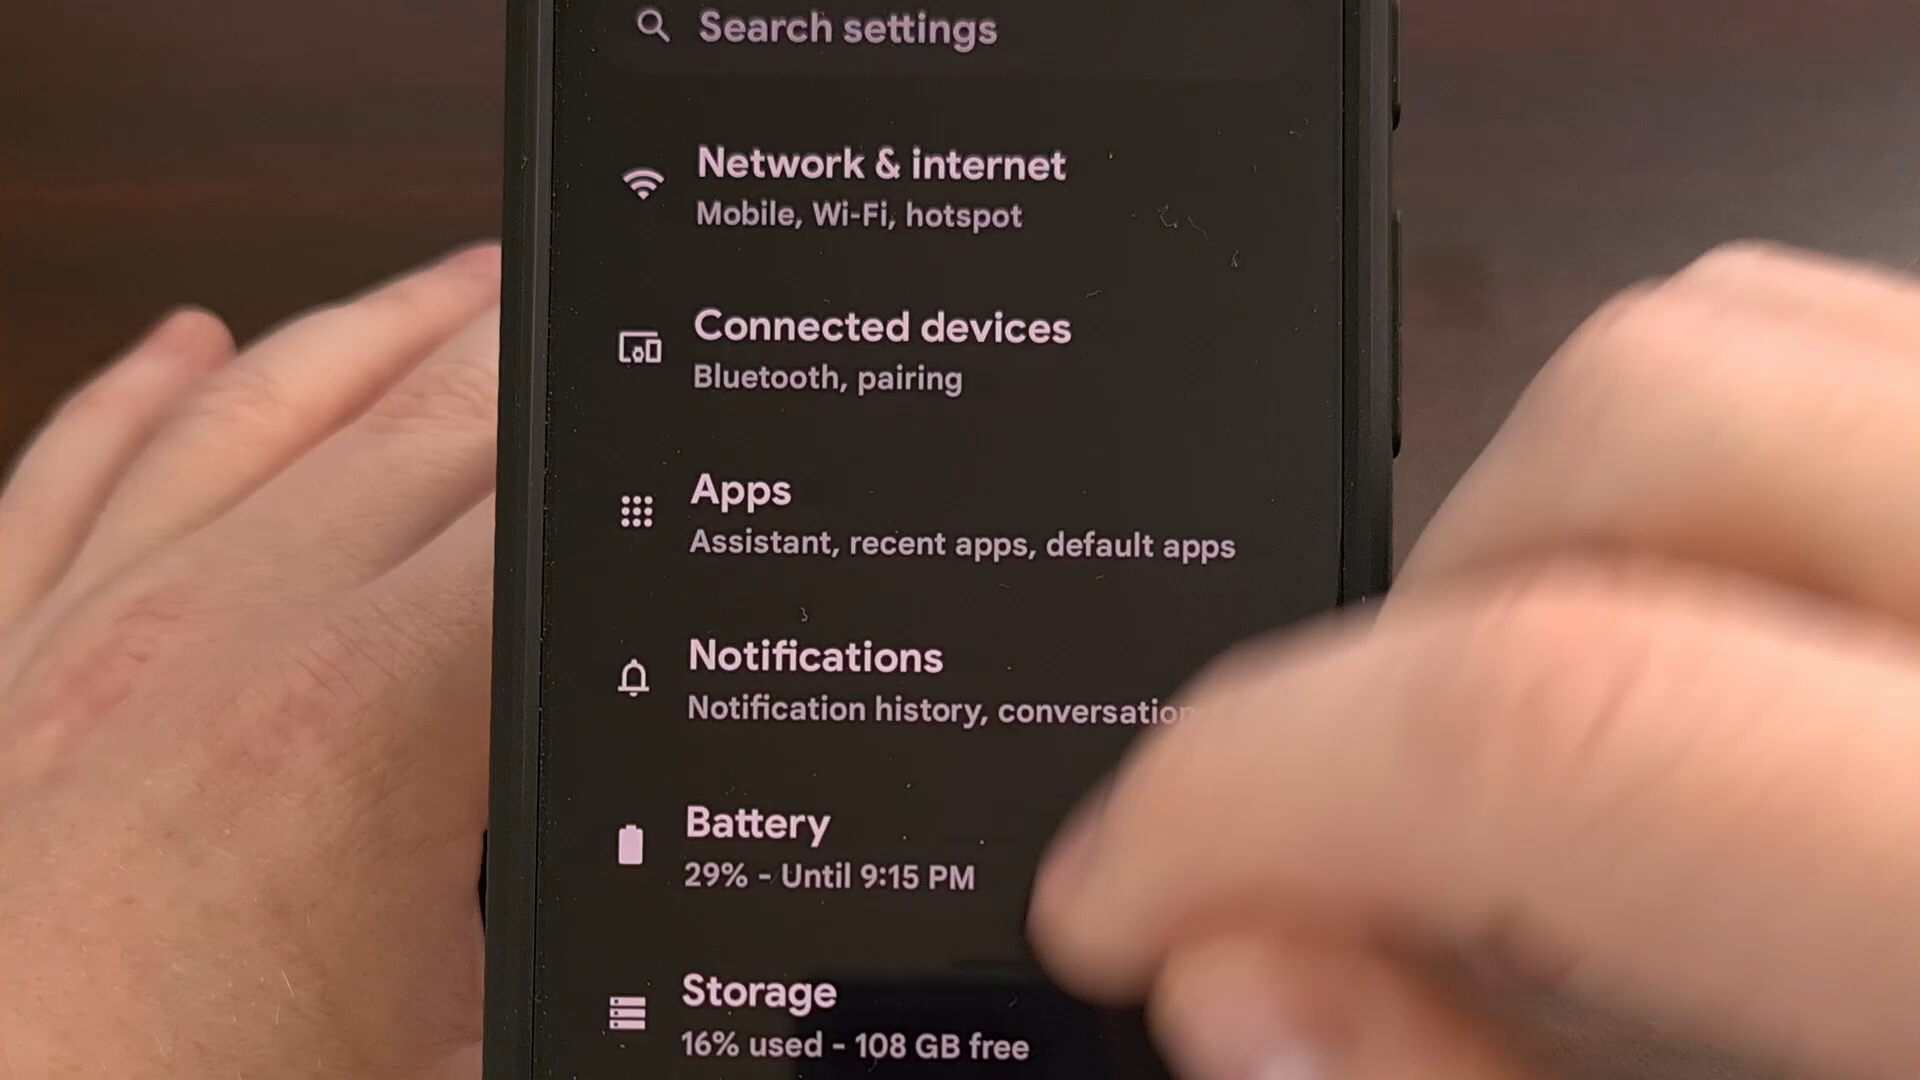 Search settings
Network & internet
Mobile, Wi-Fi, hotspot
Connected devices
Bluetooth, pairing
Apps
Assistant, recent apps, default apps
Notifications
Notification history,
Battery
29% - Until 9:15 PM
Storage
16% used - 108 GB free